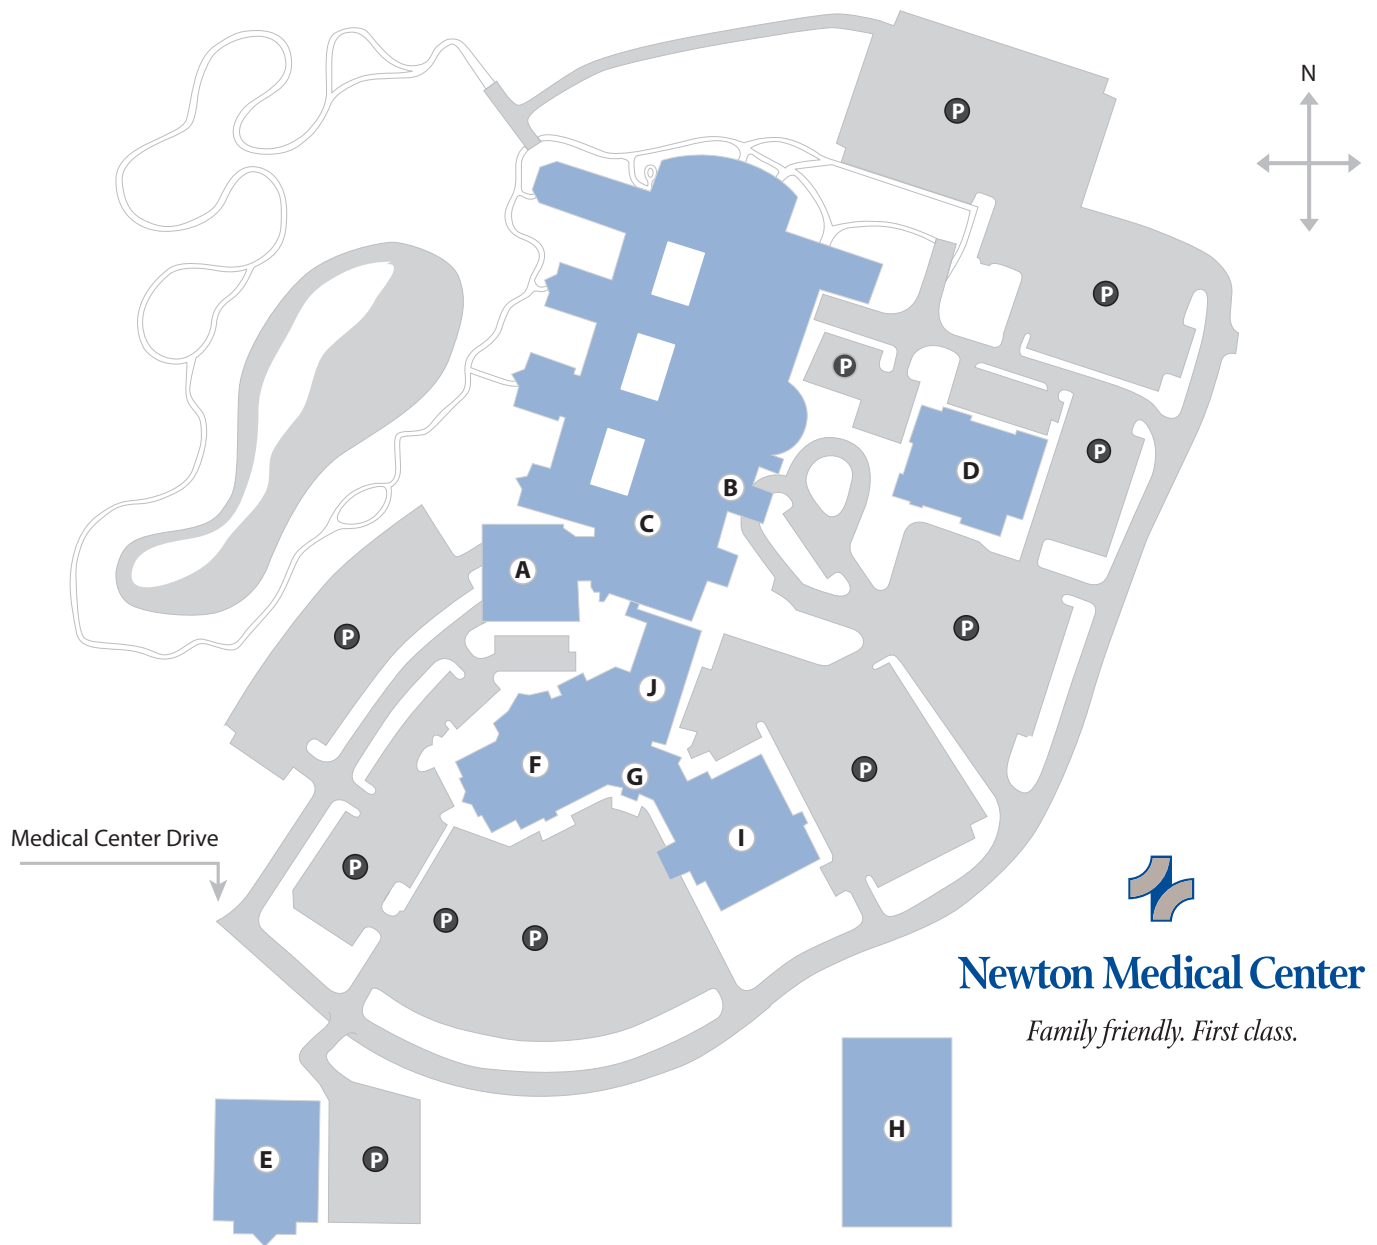 P
N
P
P
P
D
B
C
A
P
P
J
F
G
P
I
Medical Center Drive
P
P
P
Newton Medical Center
Family friendly. First class.
H
E
P